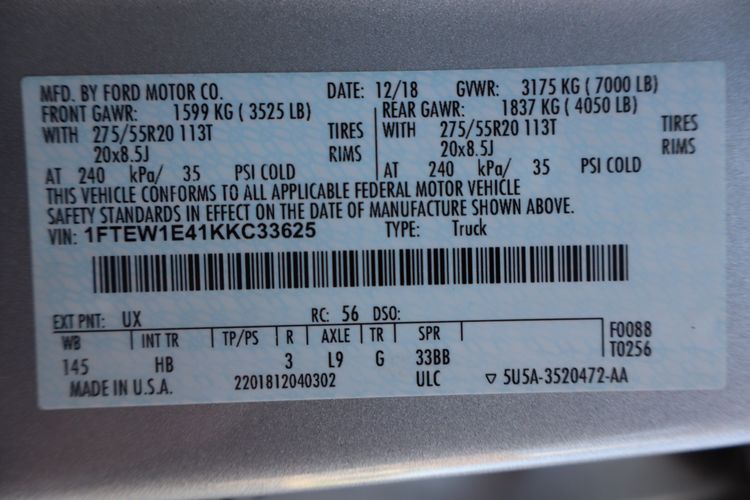 MFD. BY FORD MOTOR CO. DATE: 12/18 GVWR: 3175 KG ( 7000 LB)
FRONT GAWR: 1599 KG ( 3525 LB) REAR GAWR: 1837 KG ( 4050 LB)
WITH 275/55R20 113T TIRES WITH 275/55R20 113T TIRES
20x8.5J RIMS 20x8.5J RIMS
AT 240 kPa/ 35 PSI COLD AT 240 kPa/ 35 PSI COLD
THIS VEHICLE CONFORMS TO ALL APPLICABLE FEDERAL MOTOR VEHICLE
SAFETY STANDARDS IN EFFECT ON THE DATE OF MANUFACTURE SHOWN ABOVE.
VIN: 1FTEW1E41KKC33625 TYPE: Truck
EXT PNT: UX RC: 56 DSO:
WB INT TR TP/PS R AXLE TR SPR F0088
145 HB 3 L9 G 33BB T0256
MADE IN U.S.A. 2201812040302 ULC ▽ 5U5A-3520472-AA